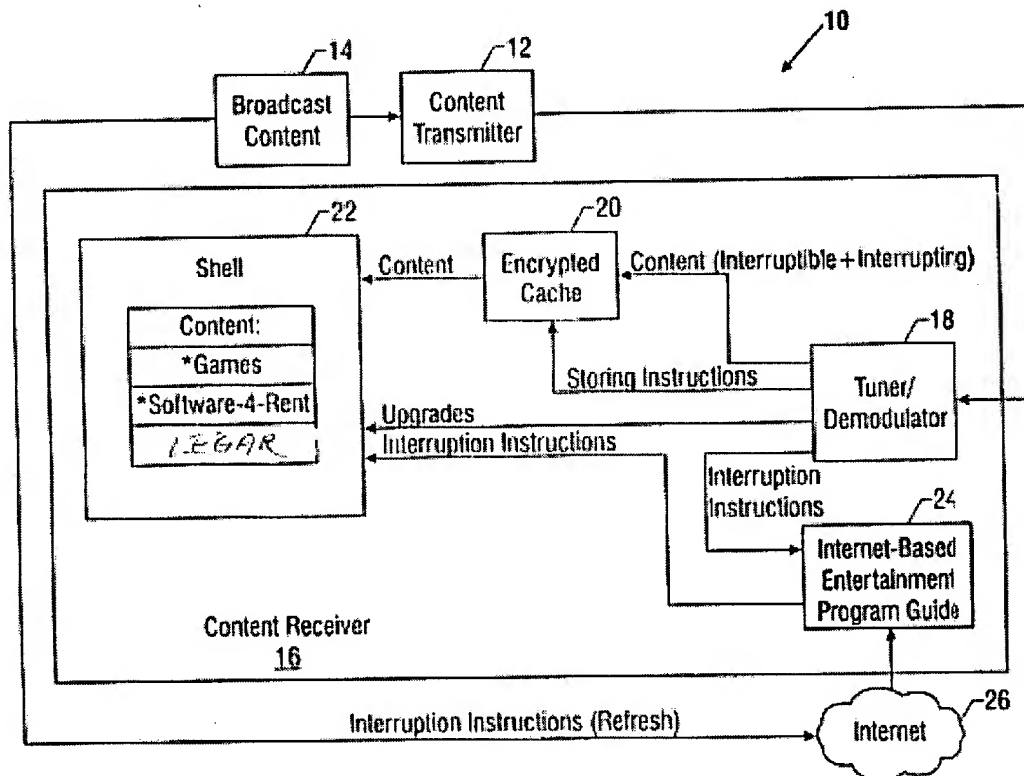 10
14
12
Broadcast
Content
Content
Transmitter
22
Shell
Content:
*Games
*Software-4-Rent
Content
20
Encrypted
Cache
Content (Interruptible+Interrupting)
Storing Instructions
18
Tuner/
Demodulator
Upgrades
Interruption Instructions
Interruption
Instructions
24
Internet-Based
Entertainment
Program Guide
Content Receiver
16
Interruption Instructions (Refresh)
Internet
26